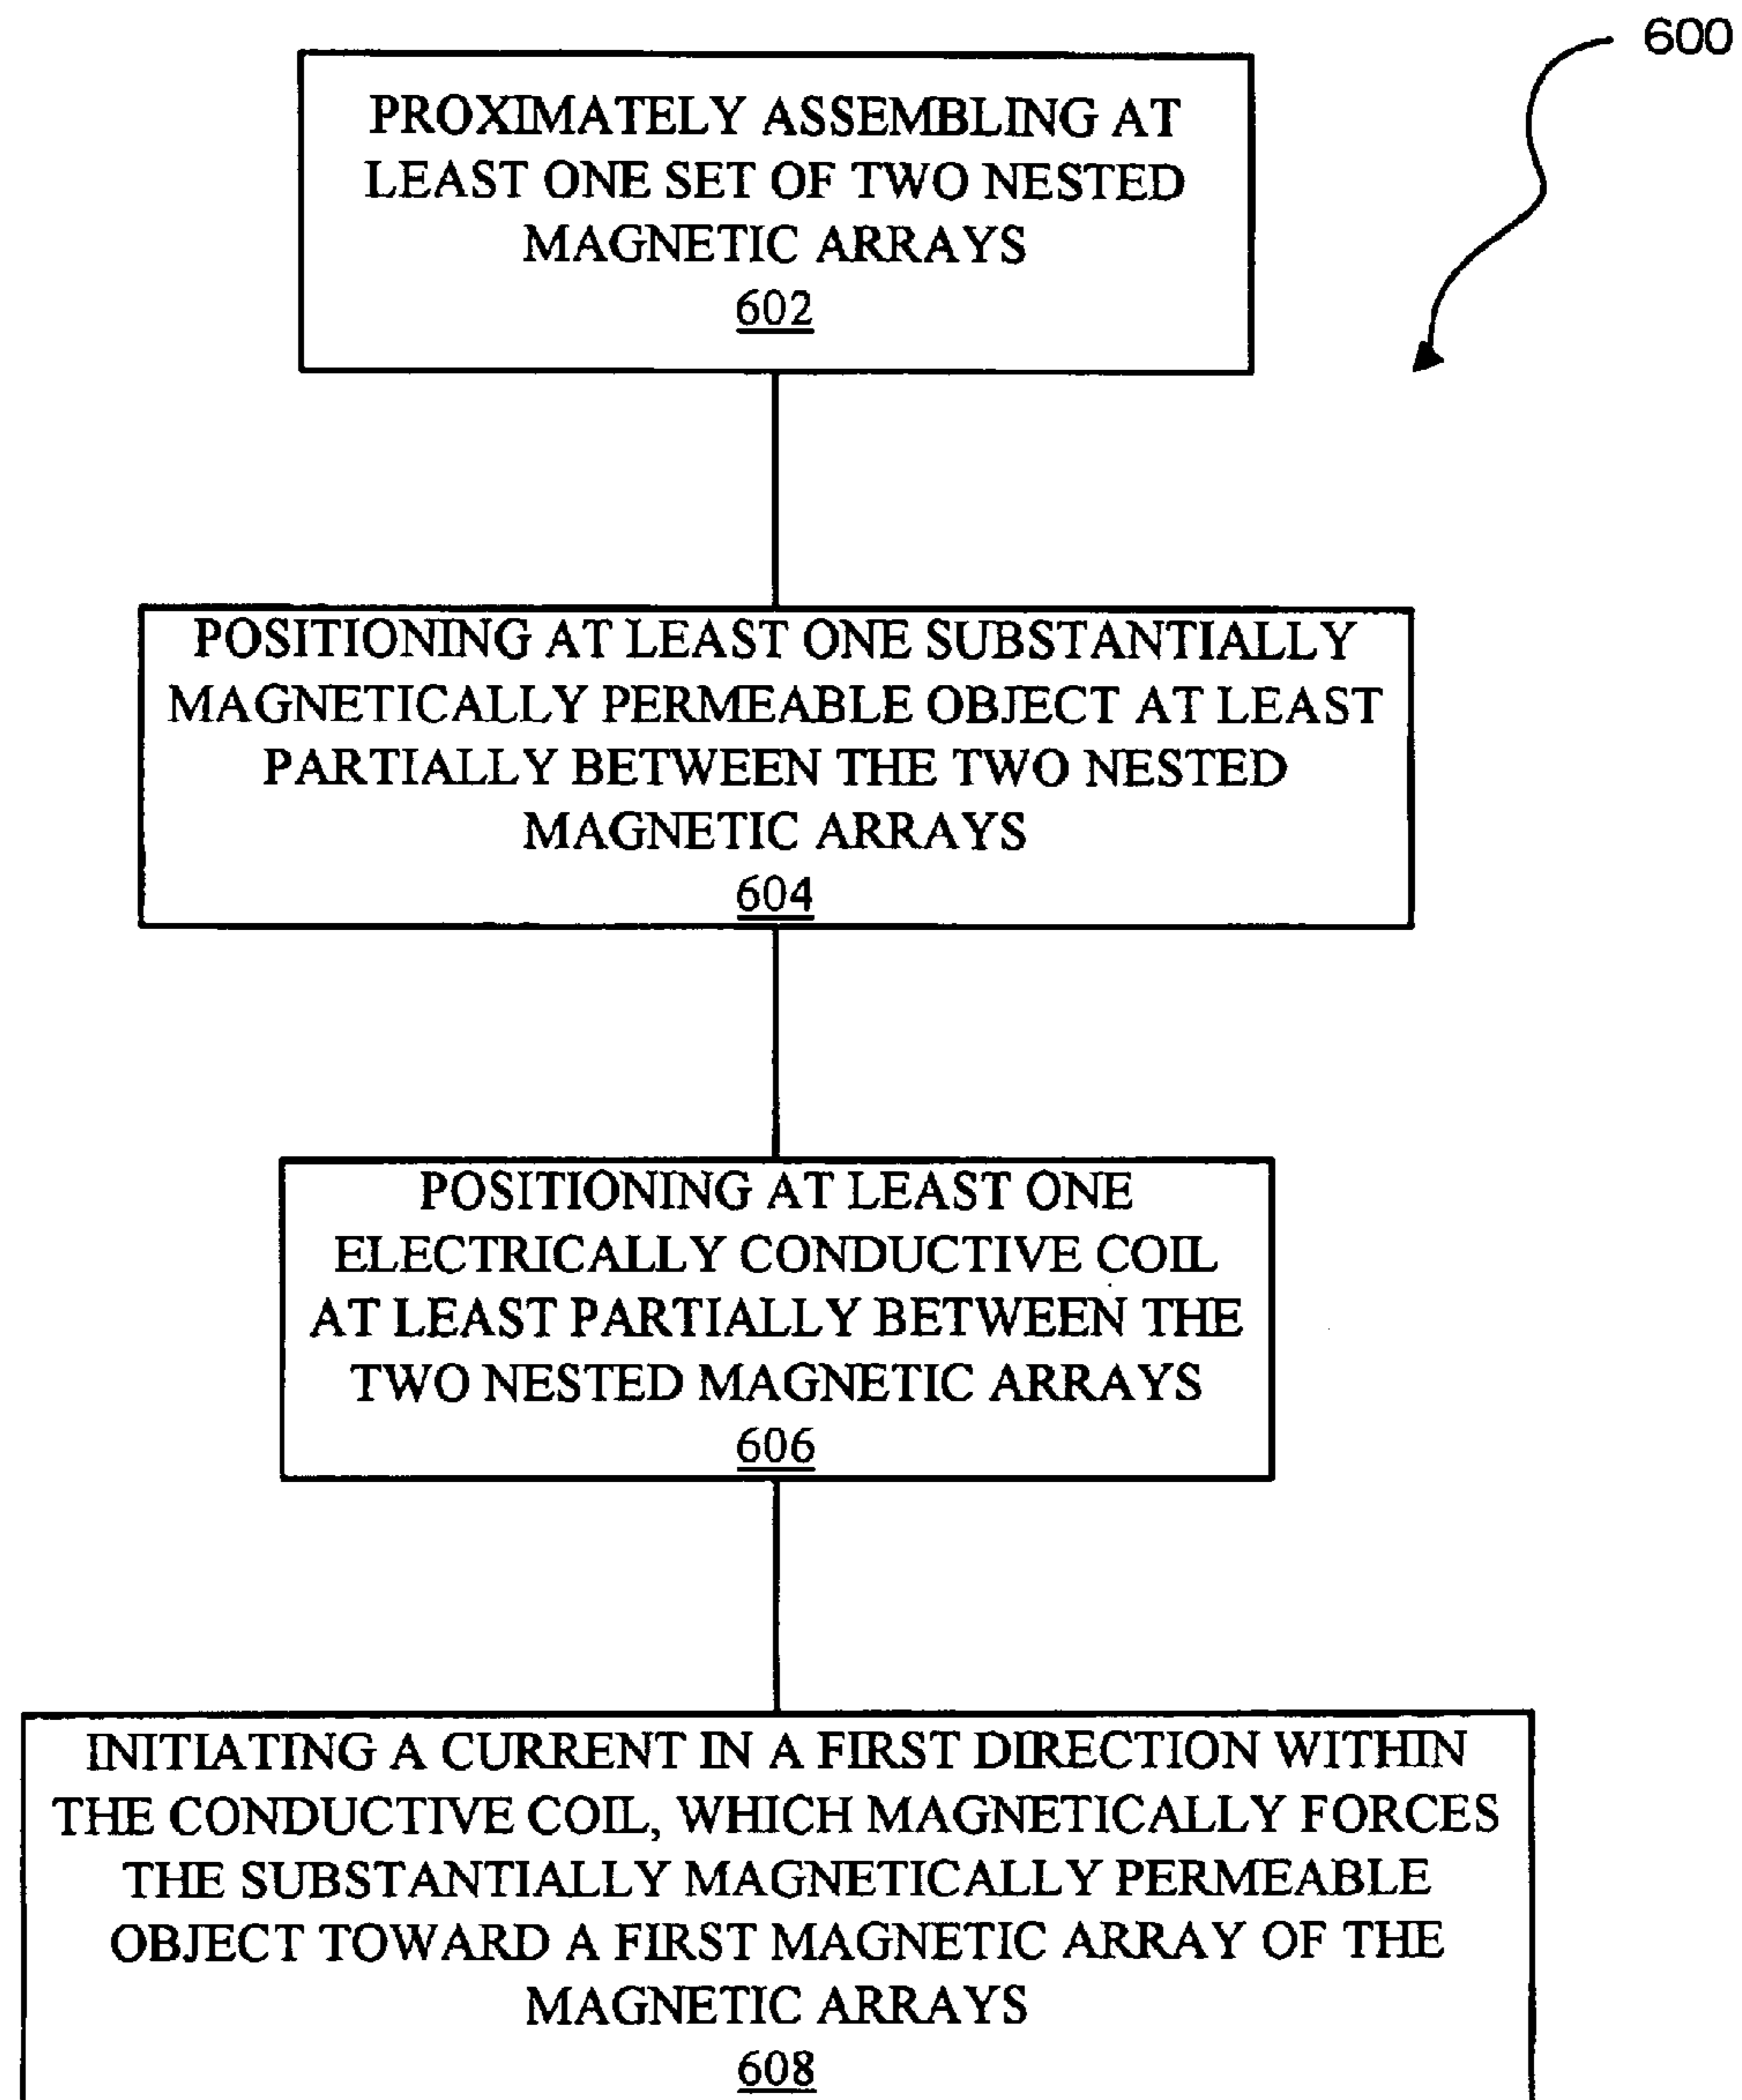 600
PROXIMATELY ASSEMBLING AT
LEAST ONE SET OF TWO NESTED
MAGNETIC ARRAYS
602
POSITIONING AT LEAST ONE SUBSTANTIALLY
MAGNETICALLY PERMEABLE OBJECT AT LEAST
PARTIALLY BETWEEN THE TWO NESTED
MAGNETIC ARRAYS
604
POSITIONING AT LEAST ONE
ELECTRICALLY CONDUCTIVE COIL
AT LEAST PARTIALLY BETWEEN THE
TWO NESTED MAGNETIC ARRAYS
606
INITIATING A CURRENT IN A FIRST DIRECTION WITHIN
THE CONDUCTIVE COIL, WHICH MAGNETICALLY FORCES
THE SUBSTANTIALLY MAGNETICALLY PERMEABLE
OBJECT TOWARD A FIRST MAGNETIC ARRAY OF THE
MAGNETIC ARRAYS
608